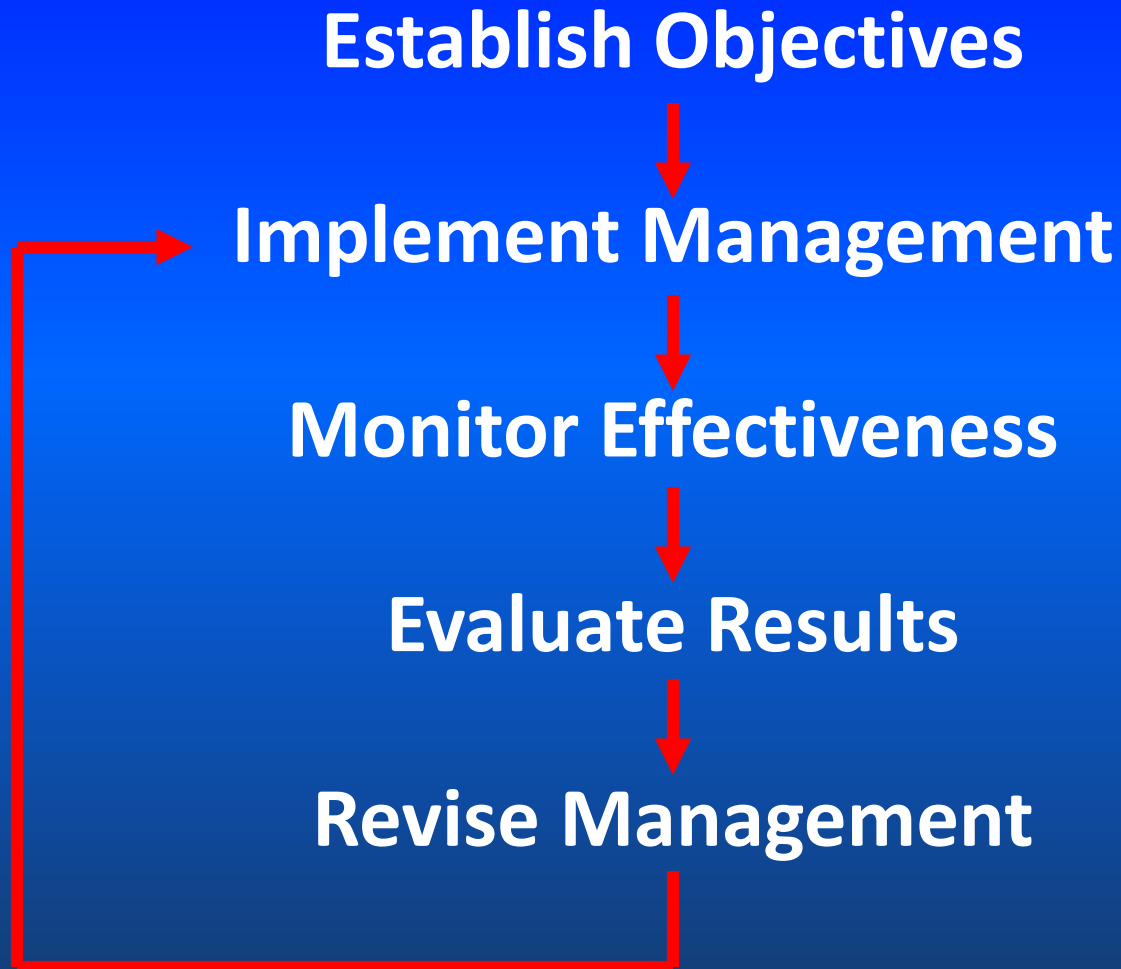 Establish Objectives
Implement Management
Monitor Effectiveness
Evaluate Results
Revise Management